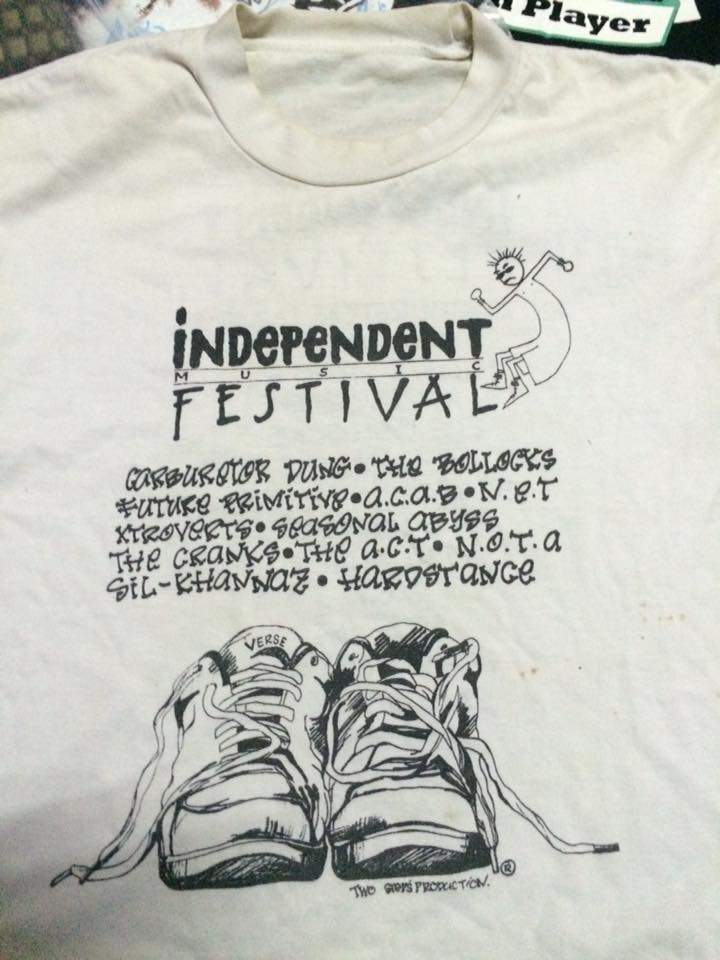 Player
iNDePeNDeNT
MUSIC
FESTIVAL
CARBURETOR DUNG • THE BOLLOCKS
FUTURE PRIMITIVE • A.C.A.B • N.E.T
XTROVERTS • SEASONAL ABYSS
THE CRANKS • THE A.C.T • N.O.T.A
SIL-KHANNAZ • HARDSTANCE
VERSE
®
TWO PRODUCTION.